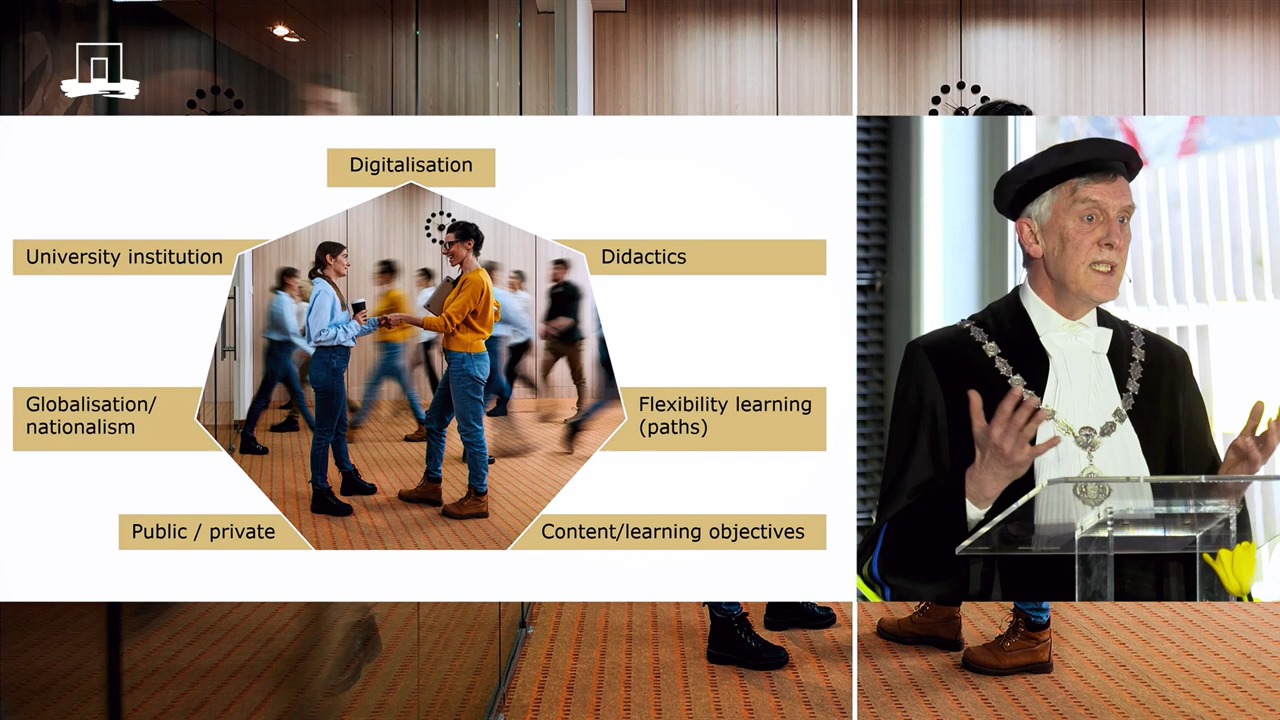 Digitalisation
University institution
Didactics
Globalisation/
nationalism
Flexibility learning
(paths)
Public / private
Content/learning objectives